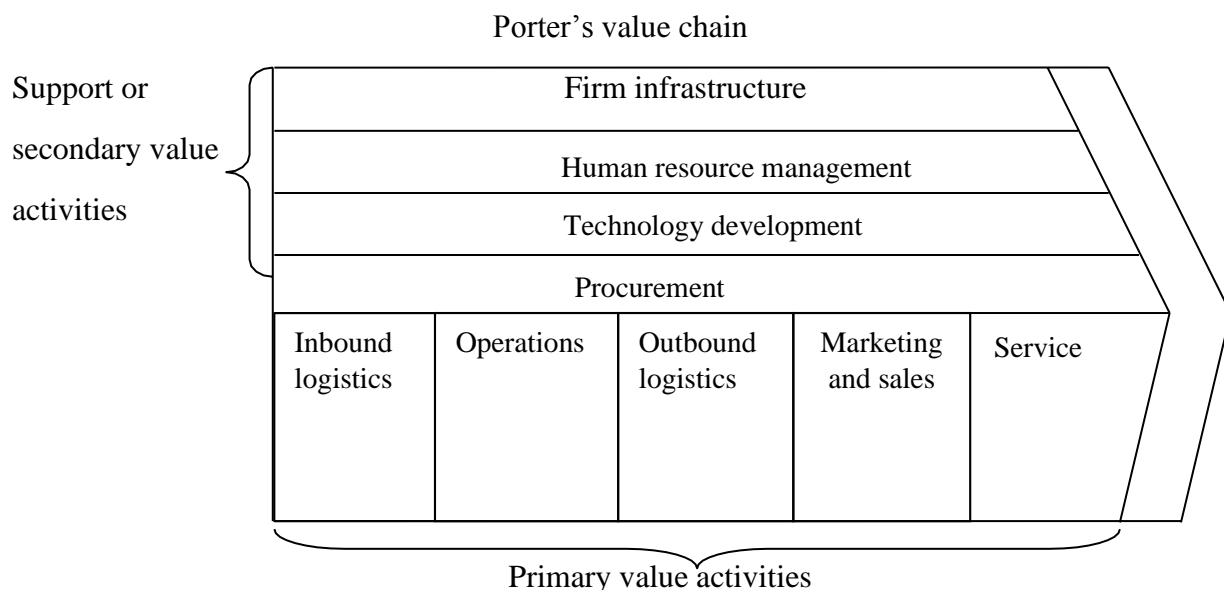 Porter’s value chain
Support or
secondary value
activities
Firm infrastructure
Human resource management
Technology development
Procurement
Inbound
logistics
Operations
Outbound
logistics
Marketing
and sales
Service
Primary value activities